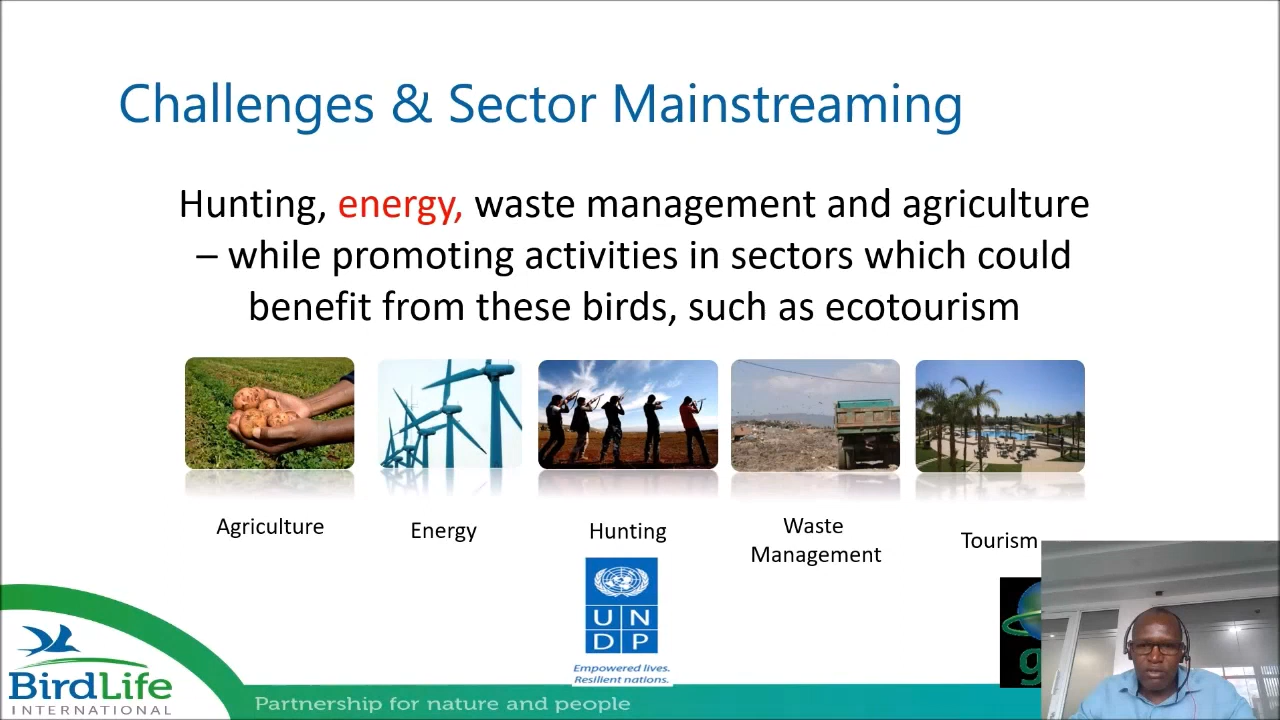 Challenges & Sector Mainstreaming
Hunting, energy, waste management and agriculture
– while promoting activities in sectors which could
benefit from these birds, such as ecotourism
Agriculture
Energy
Hunting
Waste
Management
Tourism
U N
D P
Empowered lives.
Resilient nations.
BirdLife
INTERNATIONAL
Partnership for nature and people